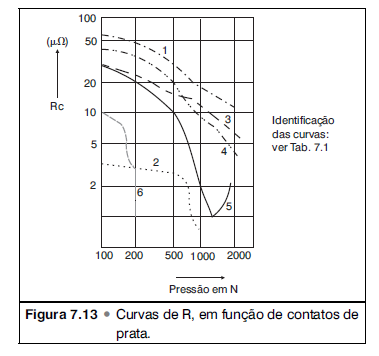 100
(μΩ)
50
1
20
Rc
10
3
Identificação
das curvas:
ver Tab. 7.1
5
4
2
2
6
5
100 200 500 1000 2000
Pressão em N
Figura 7.13 • Curvas de R, em função de contatos de
prata.